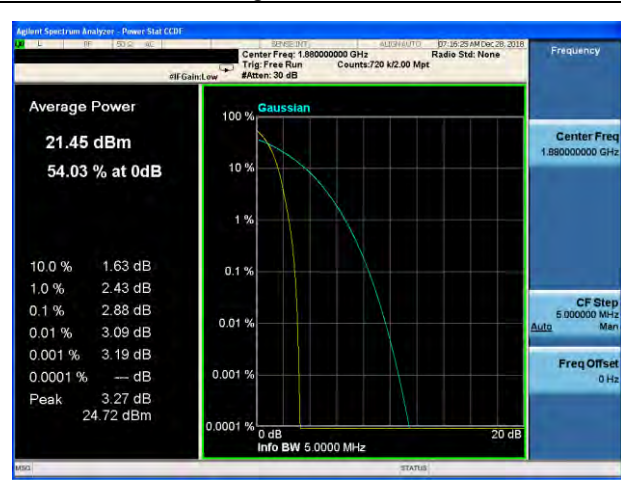 Agilent Spectrum Analyzer - Power Stat CCDF
L RF 50 Ω AC SENSE:INT ALIGN AUTO 07:16:25 AM Dec 28, 2018
Center Freq: 1.880000000 GHz Radio Std: None
Trig: Free Run Counts:720 k/2.00 Mpt
#IFGain:Low #Atten: 30 dB
Frequency
Average Power
21.45 dBm
54.03 % at 0dB
10.0 % 1.63 dB
1.0 % 2.43 dB
0.1 % 2.88 dB
0.01 % 3.09 dB
0.001 % 3.19 dB
0.0001 % --- dB
Peak 3.27 dB
24.72 dBm
Gaussian
100 %
10 %
1 %
0.1 %
0.01 %
0.001 %
0.0001 %
0 dB 20 dB
Info BW 5.0000 MHz
Center Freq
1.880000000 GHz
CF Step
5.000000 MHz
Auto Man
Freq Offset
0 Hz
MSG STATUS